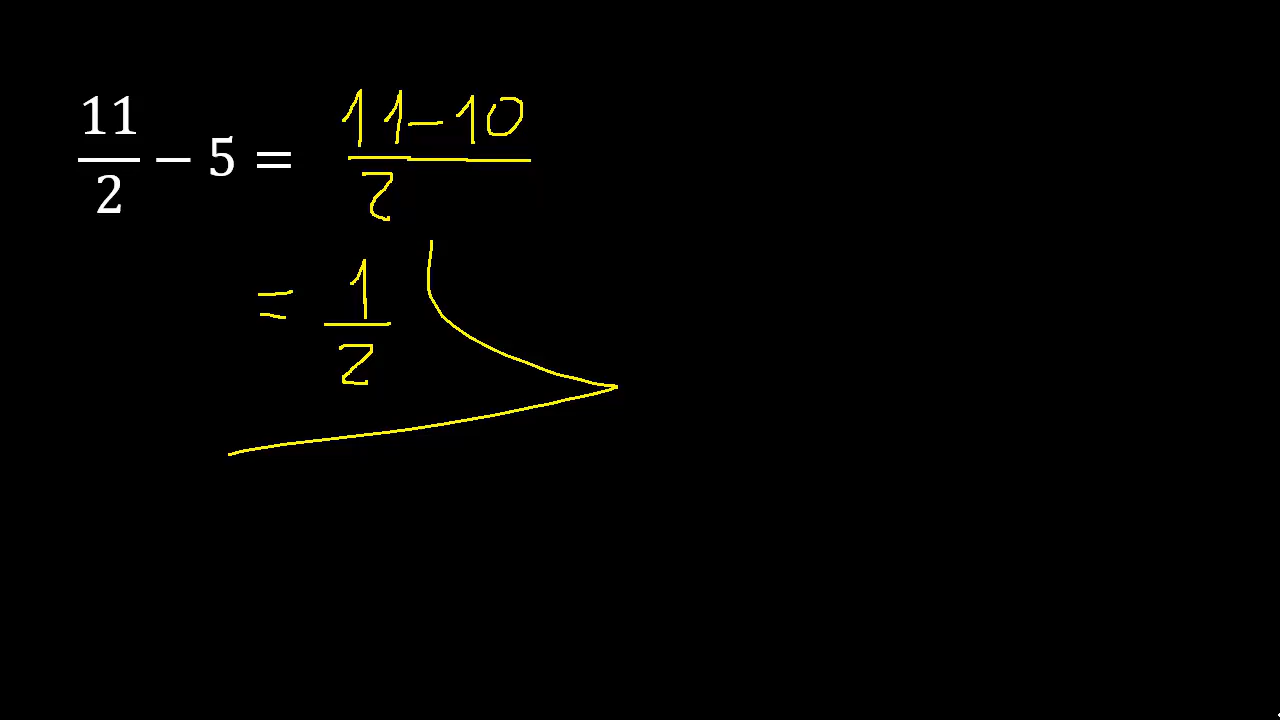 11/2 − 5 = 11−10/2
= 1/2